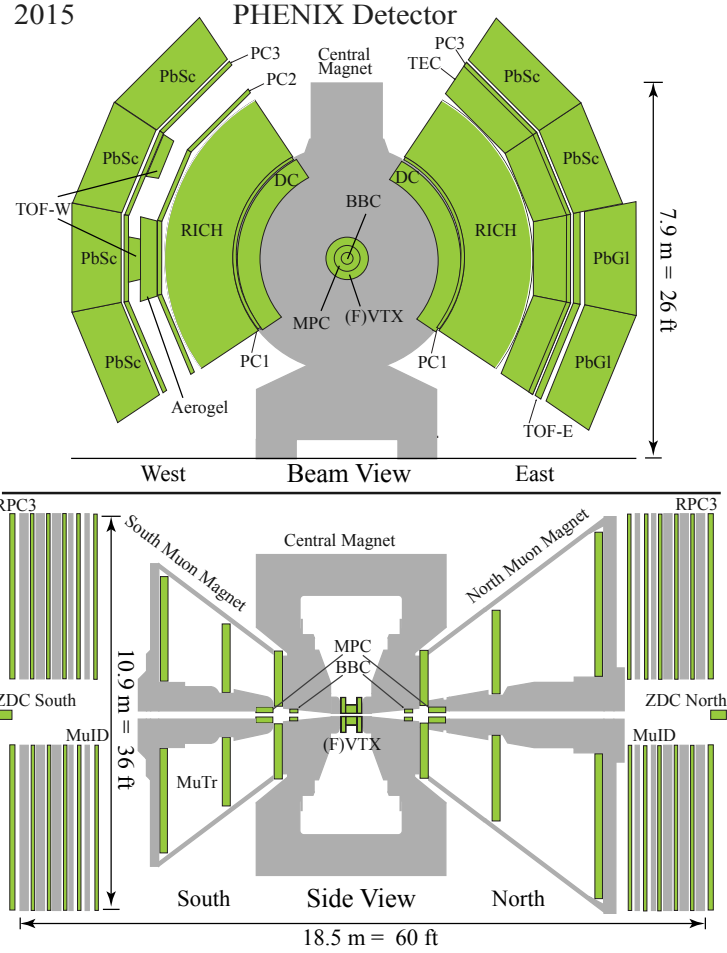 2015
PHENIX Detector
Central
Magnet
PC3
TEC
PC3
PC2
PbSc
PbSc
PbSc
PbSc
DC
DC
BBC
TOF-W
RICH
RICH
PbSc
PbGl
7.9 m = 26 ft
MPC
(F)VTX
PbSc
PC1
PC1
PbGl
Aerogel
TOF-E
West
Beam View
East
RPC3
RPC3
South Muon Magnet
Central Magnet
North Muon Magnet
MPC
BBC
10.9 m = 36 ft
ZDC South
ZDC North
MuID
(F)VTX
MuID
MuTr
South
Side View
North
18.5 m = 60 ft